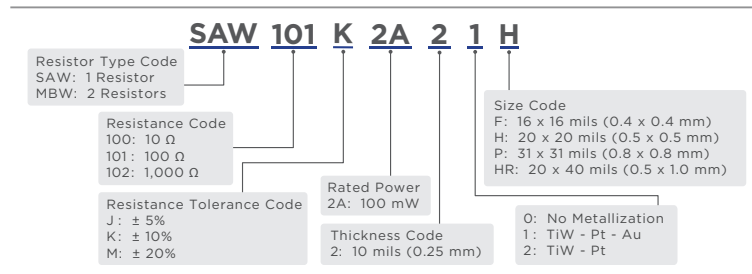 SAW 101 K 2A 2 1 H
Resistor Type Code
SAW: 1 Resistor
MBW: 2 Resistors
Resistance Code
100: 10 Ω
101 : 100 Ω
102: 1,000 Ω
Resistance Tolerance Code
J : ± 5%
K: ± 10%
M: ± 20%
Rated Power
2A: 100 mW
Thickness Code
2: 10 mils (0.25 mm)
Size Code
F: 16 x 16 mils (0.4 x 0.4 mm)
H: 20 x 20 mils (0.5 x 0.5 mm)
P: 31 x 31 mils (0.8 x 0.8 mm)
HR: 20 x 40 mils (0.5 x 1.0 mm)
0: No Metallization
1 : TiW - Pt - Au
2: TiW - Pt